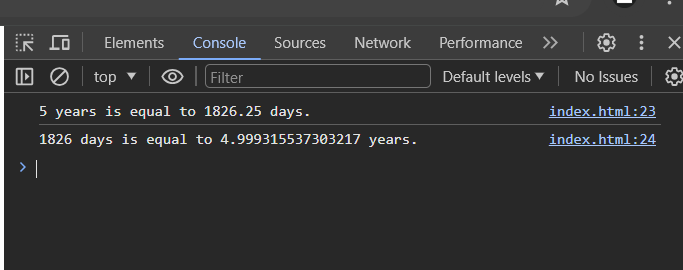 Elements Console Sources Network Performance
top Filter Default levels No Issues
5 years is equal to 1826.25 days. index.html:23
1826 days is equal to 4.999315537303217 years. index.html:24